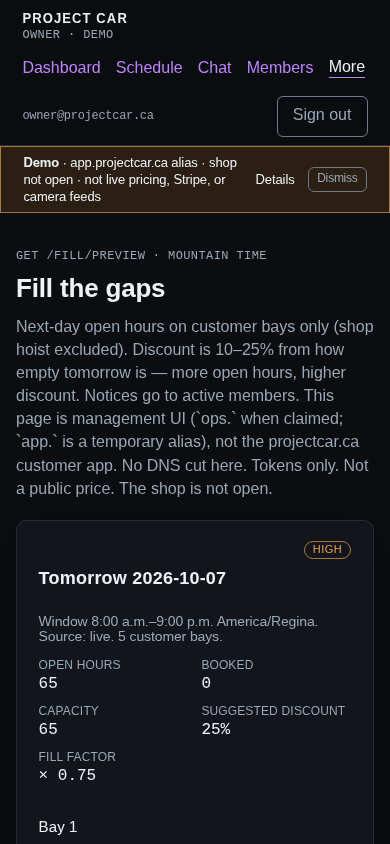 PROJECT CAR
OWNER · DEMO
Dashboard Schedule Chat Members More
owner@projectcar.ca Sign out
Demo · app.projectcar.ca alias · shop
not open · not live pricing, Stripe, or
camera feeds
Details Dismiss
GET /FILL/PREVIEW · MOUNTAIN TIME
Fill the gaps
Next-day open hours on customer bays only (shop
hoist excluded). Discount is 10–25% from how
empty tomorrow is — more open hours, higher
discount. Notices go to active members. This
page is management UI (`ops.` when claimed;
`app.` is a temporary alias), not the projectcar.ca
customer app. No DNS cut here. Tokens only. Not
a public price. The shop is not open.
HIGH
Tomorrow 2026-10-07
Window 8:00 a.m.–9:00 p.m. America/Regina.
Source: live. 5 customer bays.
OPEN HOURS BOOKED
65 0
CAPACITY SUGGESTED DISCOUNT
65 25%
FILL FACTOR
× 0.75
Bay 1